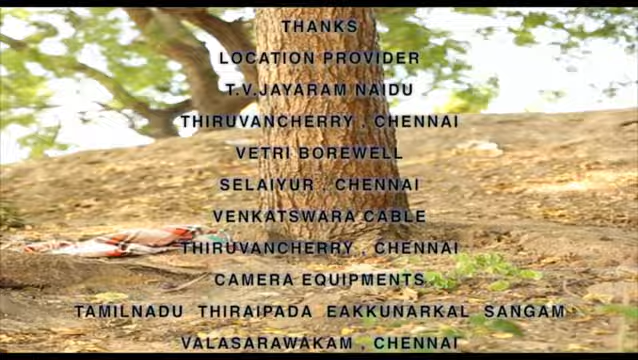 THANKS
LOCATION PROVIDER
T.V.JAYARAM NAIDU
THIRUVANCHERRY , CHENNAI
VETRI BOREWELL
SELAIYUR , CHENNAI
VENKATSWARA CABLE
THIRUVANCHERRY , CHENNAI
CAMERA EQUIPMENTS
TAMILNADU THIRAIPADA EAKKUNARKAL SANGAM
VALASARAWAKAM , CHENNAI